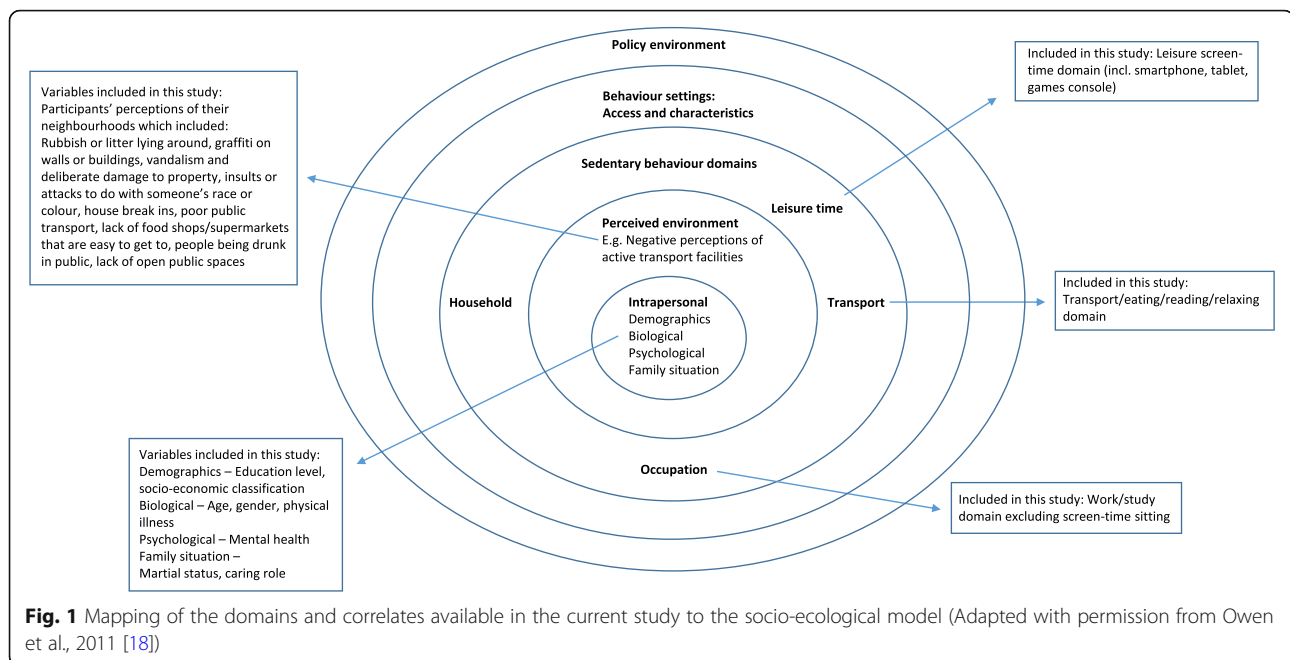 Policy environment
Included in this study: Leisure screen-
time domain (incl. smartphone, tablet,
games console)
Variables included in this study:
Participants' perceptions of their
neighbourhoods which included:
Rubbish or litter lying around, graffiti on
walls or buildings, vandalism and
deliberate damage to property, insults or
attacks to do with someone's race or
colour, house break ins, poor public
transport, lack of food shops/supermarkets
that are easy to get to, people being drunk
in public, lack of open public spaces
Behaviour settings:
Access and characteristics
Sedentary behaviour domains
Leisure time
Perceived environment
E.g. Negative perceptions of
active transport facilities
Household
Intrapersonal
Demographics
Biological
Psychological
Family situation
Transport
Included in this study:
Transport/eating/reading/relaxing
domain
Variables included in this study:
Demographics – Education level,
socio-economic classification
Biological – Age, gender, physical
illness
Psychological – Mental health
Family situation –
Martial status, caring role
Occupation
Included in this study: Work/study
domain excluding screen-time sitting
Fig. 1 Mapping of the domains and correlates available in the current study to the socio-ecological model (Adapted with permission from Owen
et al., 2011 [18])